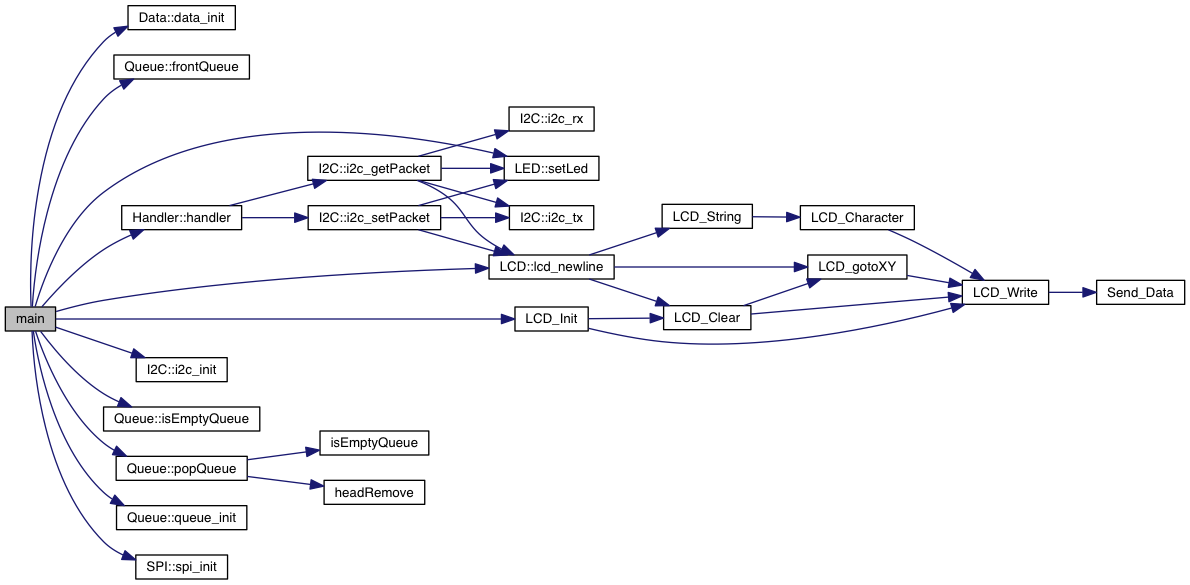 Data::data_init
Queue::frontQueue
I2C::i2c_rx
I2C::i2c_getPacket
LED::setLed
Handler::handler
I2C::i2c_setPacket
I2C::i2c_tx
LCD_String
LCD_Character
LCD::lcd_newline
LCD_gotoXY
LCD_Write
Send_Data
main
LCD_Init
LCD_Clear
I2C::i2c_init
Queue::isEmptyQueue
Queue::popQueue
isEmptyQueue
headRemove
Queue::queue_init
SPI::spi_init